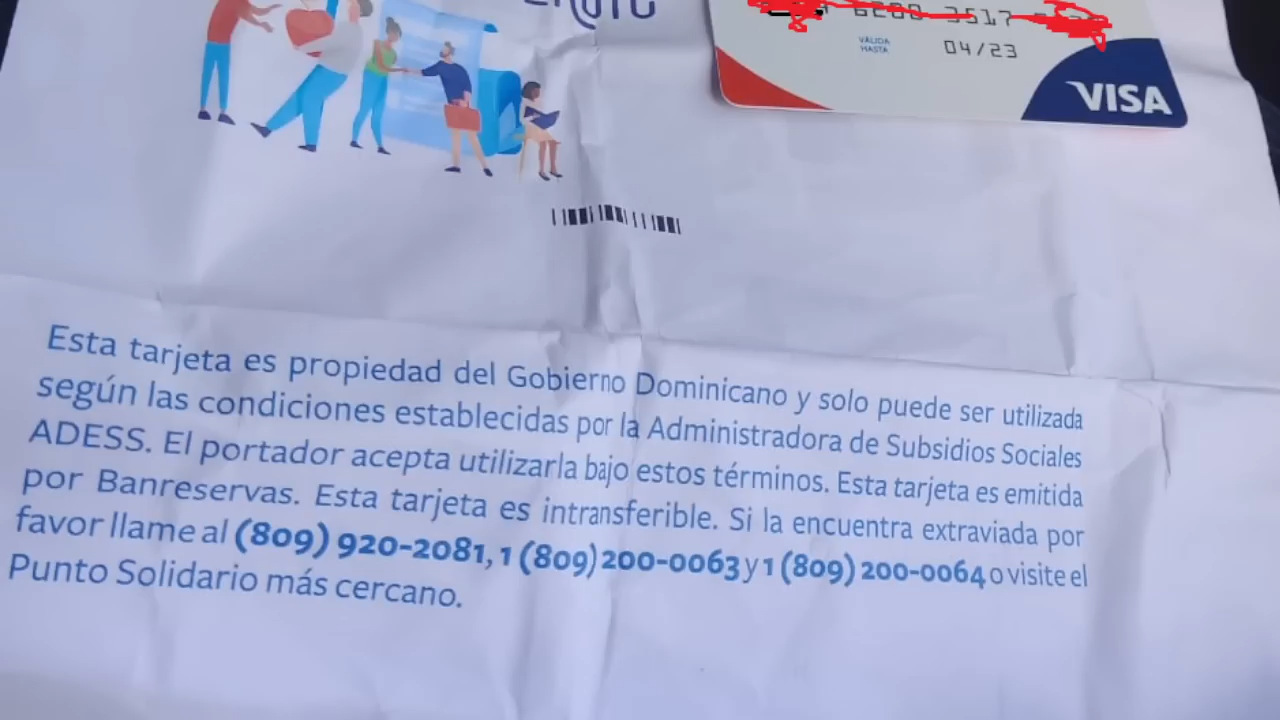 VÁLIDA
HASTA
04/23
VISA
Esta tarjeta es propiedad del Gobierno Dominicano y solo puede ser utilizada
según las condiciones establecidas por la Administradora de Subsidios Sociales
ADESS. El portador acepta utilizarla bajo estos términos. Esta tarjeta es emitida
por Banreservas. Esta tarjeta es intransferible. Si la encuentra extraviada por
favor llame al (809) 920-2081, 1 (809) 200-0063 y 1 (809) 200-0064 o visite el
Punto Solidario más cercano.